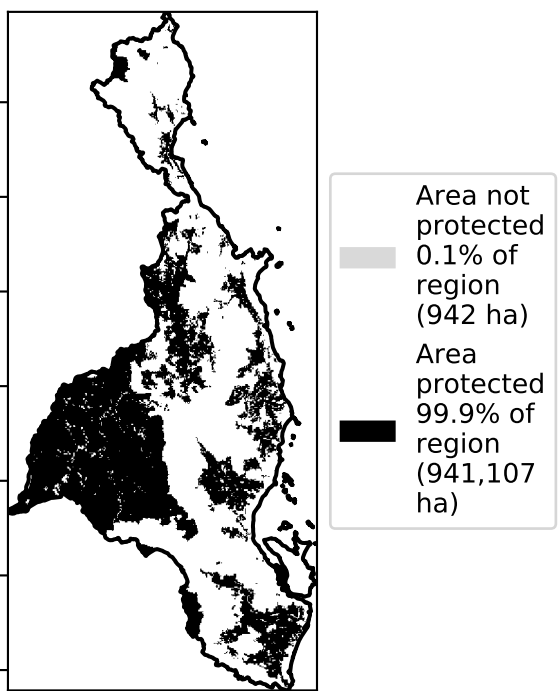 Area not
protected
0.1% of
region
(942 ha)
Area
protected
99.9% of
region
(941,107
ha)